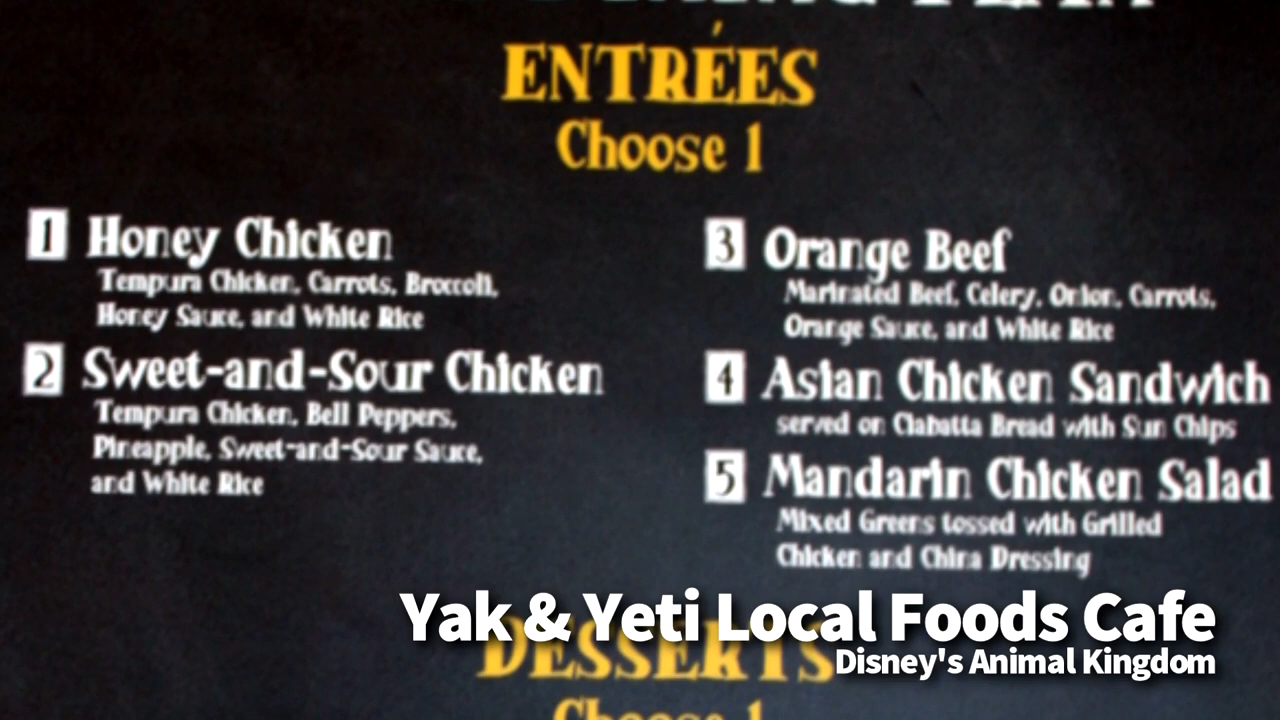 ENTRÉES
Choose 1
1 Honey Chicken
Tempura Chicken, Carrots, Broccoli,
Honey Sauce, and White Rice
2 Sweet-and-Sour Chicken
Tempura Chicken, Bell Peppers,
Pineapple, Sweet-and-Sour Sauce,
and White Rice
3 Orange Beef
Marinated Beef, Celery, Onion, Carrots,
Orange Sauce, and White Rice
4 Asian Chicken Sandwich
served on Ciabatta Bread with Sun Chips
5 Mandarin Chicken Salad
Mixed Greens tossed with Grilled
Chicken and China Dressing
Yak & Yeti Local Foods Cafe
DESSERTS
Disney's Animal Kingdom
Choose 1